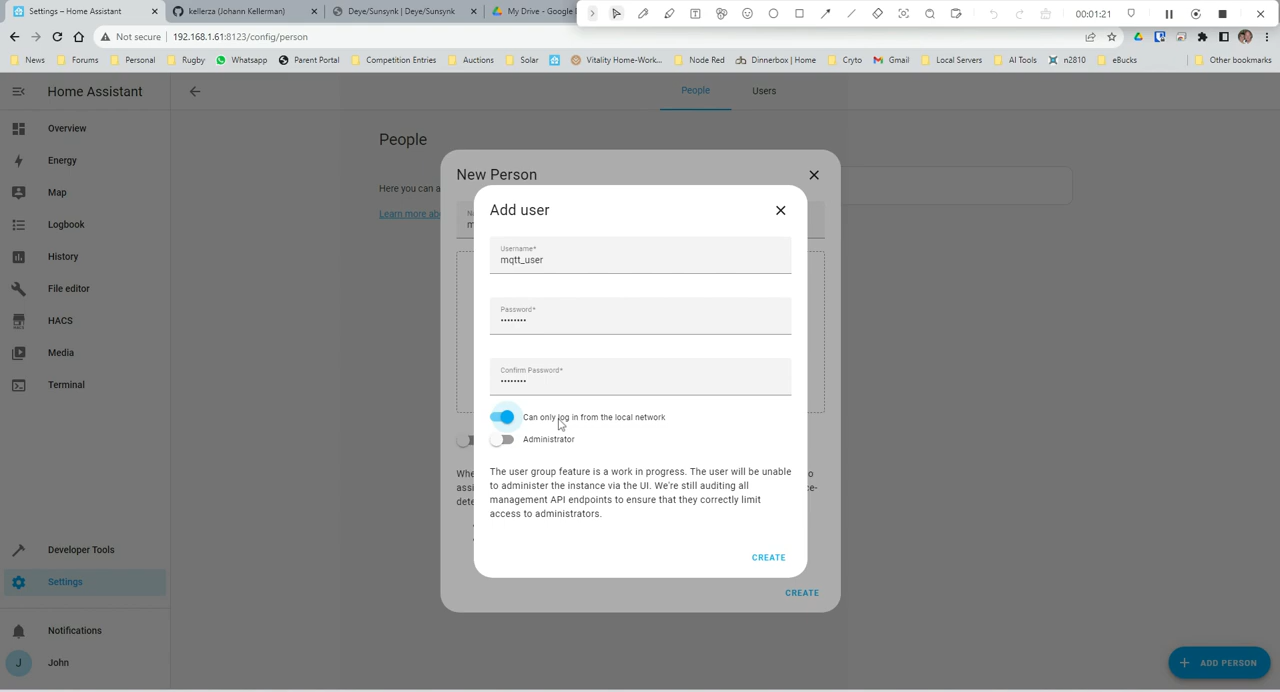 Settings – Home Assistant
kellerza (Johann Kellerman)
Deye/Sunsynk | Deye/Sunsynk
My Drive - Google
00:01:21
Not secure | 192.168.1.61:8123/config/person
News
Forums
Personal
Rugby
Whatsapp
Parent Portal
Competition Entries
Auctions
Solar
Vitality Home-Work...
Node Red
Dinnerbox | Home
Cryto
Gmail
Local Servers
AI Tools
n2810
eBucks
Other bookmarks
Home Assistant
People
Users
Overview
Energy
Map
Logbook
History
File editor
HACS
Media
Terminal
Developer Tools
Settings
Notifications
J
John
People
Here you can a
Learn more abo
New Person
Add user
Username*
mqtt_user
Password*
••••••••
Confirm Password*
••••••••
Can only log in from the local network
Administrator
The user group feature is a work in progress. The user will be unable
to administer the instance via the UI. We're still auditing all
management API endpoints to ensure that they correctly limit
access to administrators.
CREATE
CREATE
ADD PERSON